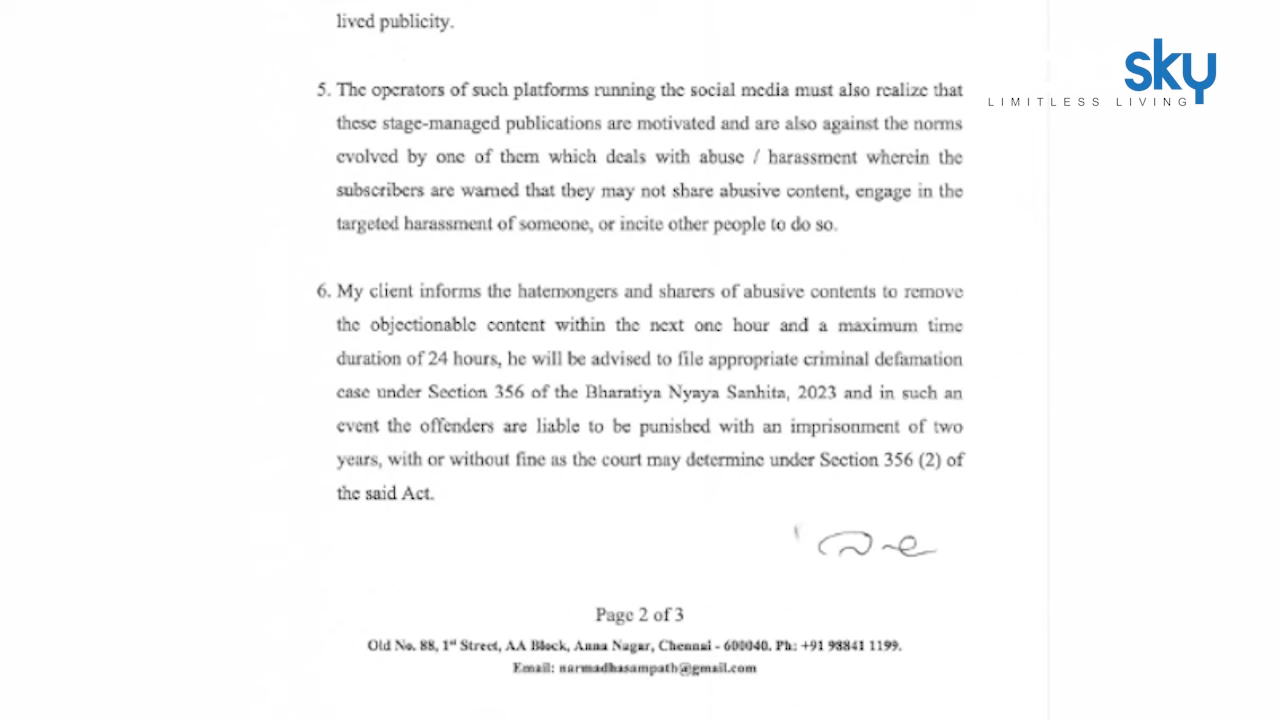 lived publicity.
sky
LIMITLESS LIVING
5. The operators of such platforms running the social media must also realize that
these stage-managed publications are motivated and are also against the norms
evolved by one of them which deals with abuse / harassment wherein the
subscribers are warned that they may not share abusive content, engage in the
targeted harassment of someone, or incite other people to do so.
6. My client informs the hatemongers and sharers of abusive contents to remove
the objectionable content within the next one hour and a maximum time
duration of 24 hours, he will be advised to file appropriate criminal defamation
case under Section 356 of the Bharatiya Nyaya Sanhita, 2023 and in such an
event the offenders are liable to be punished with an imprisonment of two
years, with or without fine as the court may determine under Section 356 (2) of
the said Act.
Page 2 of 3
Old No. 88, 1st Street, AA Block, Anna Nagar, Chennai - 600040. Ph: +91 98841 1199.
Email: narmadhasampath@gmail.com